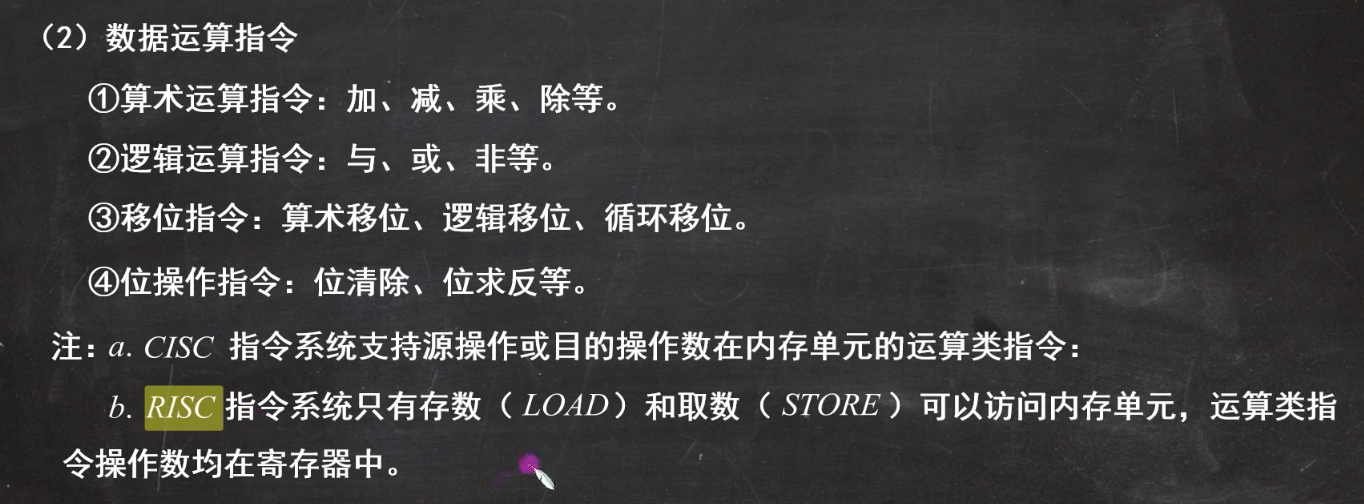 （2）数据运算指令
①算术运算指令：加、减、乘、除等。
②逻辑运算指令：与、或、非等。
③移位指令：算术移位、逻辑移位、循环移位。
④位操作指令：位清除、位求反等。
注：a. CISC 指令系统支持源操作或目的操作数在内存单元的运算类指令：
b. RISC 指令系统只有存数（LOAD）和取数（STORE）可以访问内存单元，运算类指
令操作数均在寄存器中。